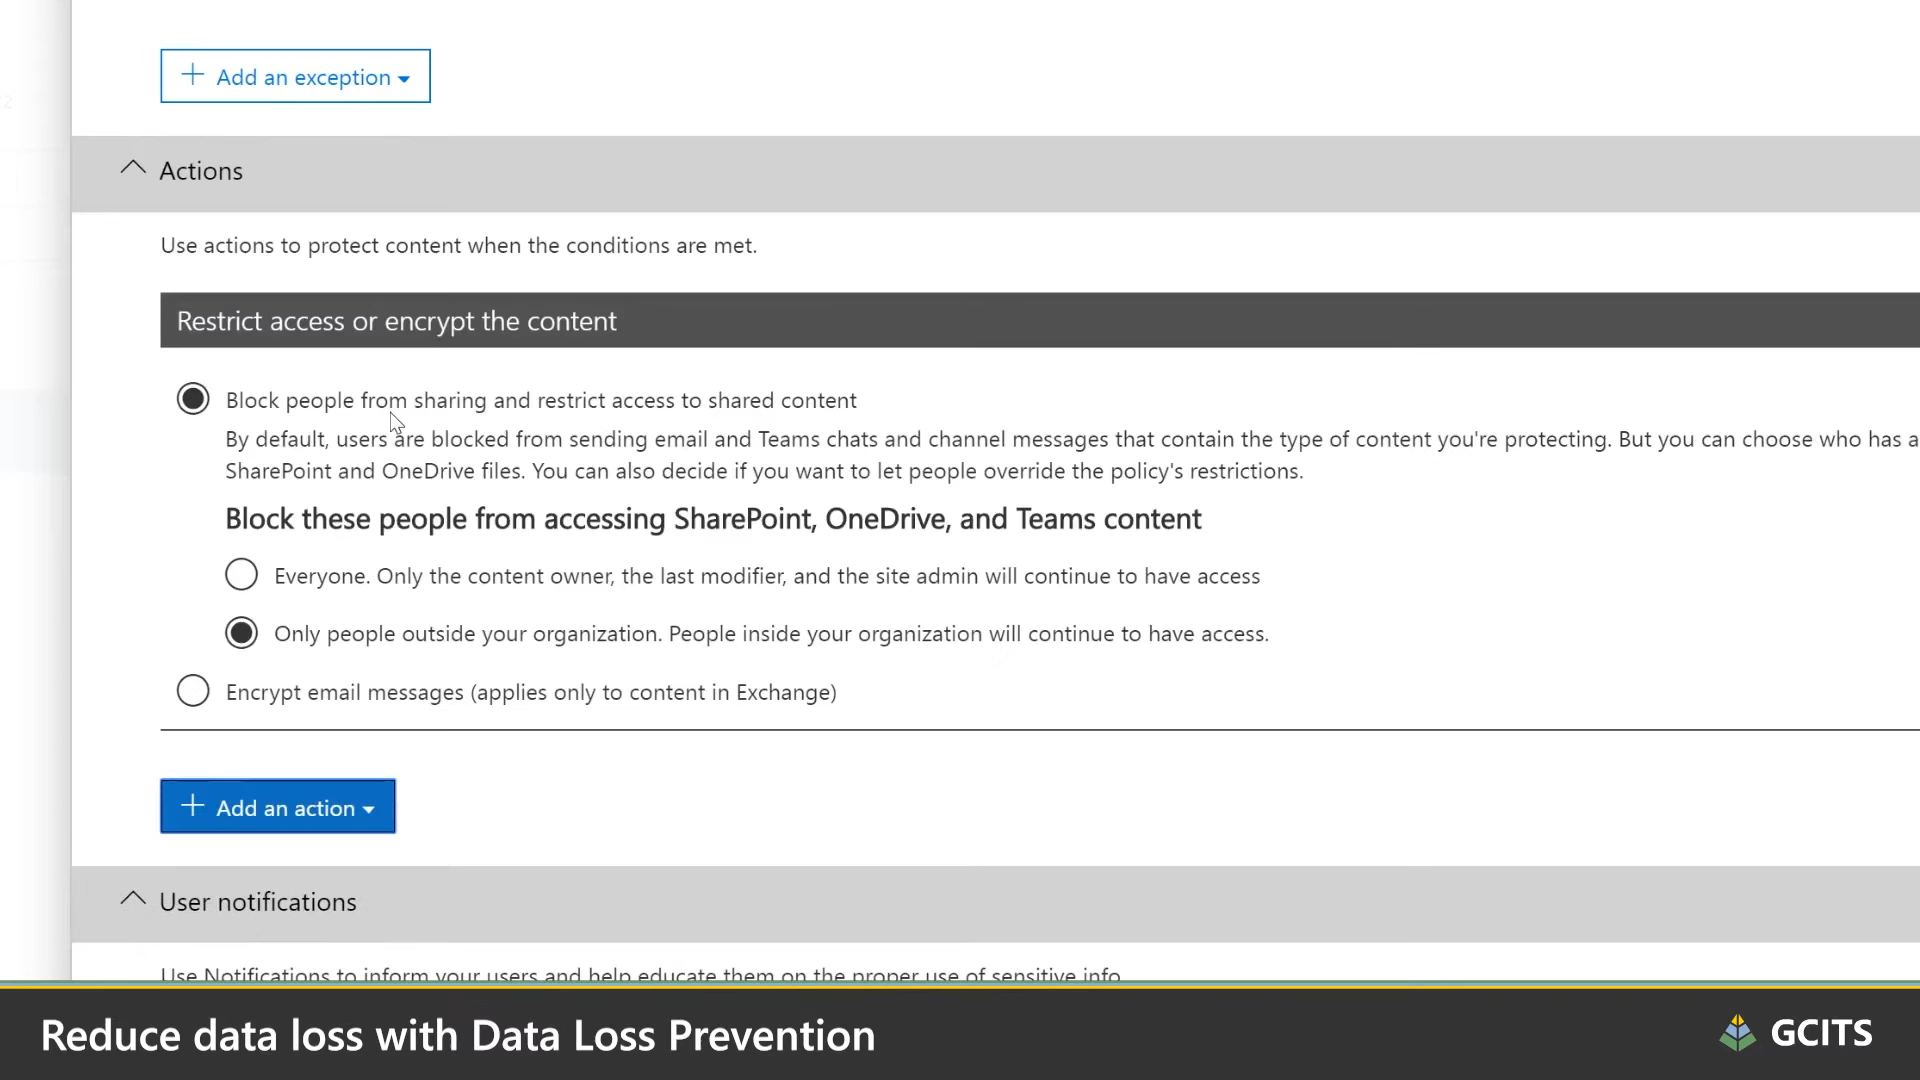 Add an exception
Actions
Use actions to protect content when the conditions are met.
Restrict access or encrypt the content
Block people from sharing and restrict access to shared content
By default, users are blocked from sending email and Teams chats and channel messages that contain the type of content you're protecting. But you can choose who has a
SharePoint and OneDrive files. You can also decide if you want to let people override the policy's restrictions.
Block these people from accessing SharePoint, OneDrive, and Teams content
Everyone. Only the content owner, the last modifier, and the site admin will continue to have access
Only people outside your organization. People inside your organization will continue to have access.
Encrypt email messages (applies only to content in Exchange)
Add an action
User notifications
Use Notifications to inform your users and help educate them on the proper use of sensitive info.
Reduce data loss with Data Loss Prevention
GCITS